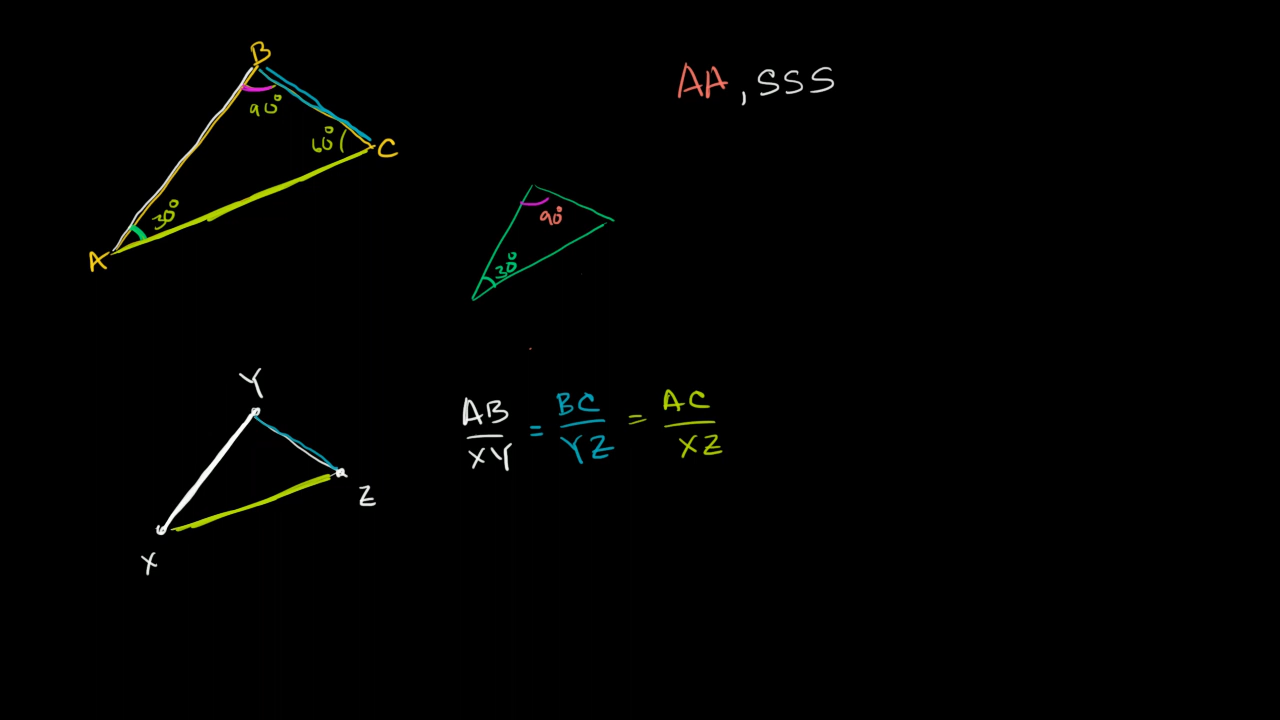 AA, SSS
B
90°
60°
C
30°
A
90°
30°
Y
Z
X
AB/XY = BC/YZ = AC/XZ